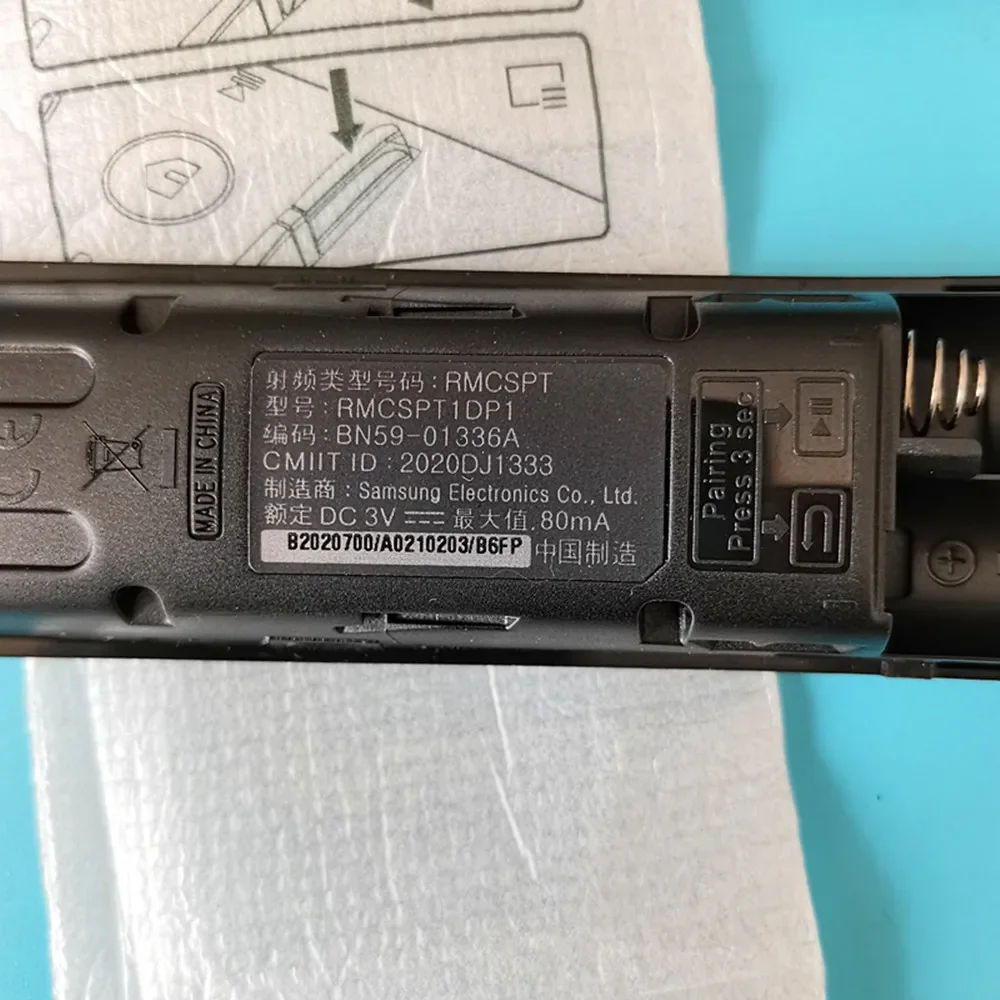 射频类型号码 : RMCSPT
型号 : RMCSPT1DP1
编码 : BN59-01336A
CMIIT ID : 2020DJ1333
制造商 : Samsung Electronics Co., Ltd.
额定 DC 3V 最大值. 80mA
B2020700/A0210203/B6FP 中国制造
MADE IN CHINA
Pairing
Press 3 sec